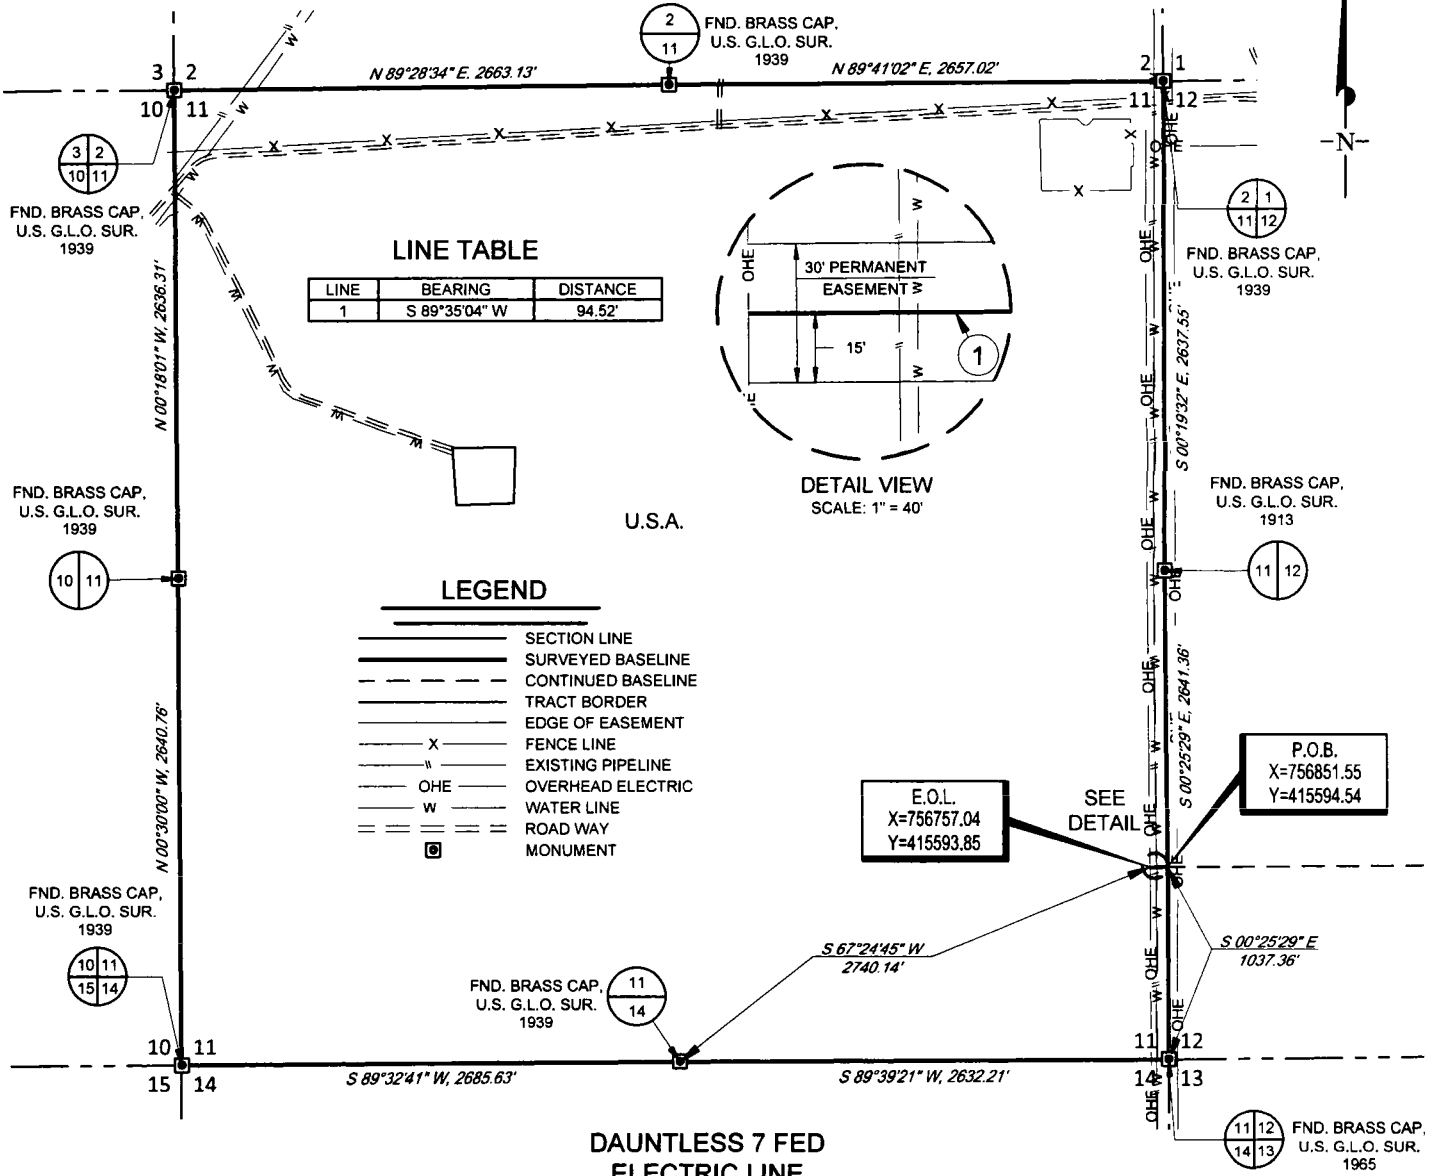 2
11
FND. BRASS CAP,
U.S. G.L.O. SUR.
1939
3 2
10 11
N 89°28'34" E, 2663.13'
N 89°41'02" E, 2657.02'
2 1
11 12
-N-
3 2
10 11
FND. BRASS CAP,
U.S. G.L.O. SUR.
1939
2 1
11 12
FND. BRASS CAP,
U.S. G.L.O. SUR.
1939
X X X X X X X X X
W W W W W W W
OHE OHE OHE OHE OHE
LINE TABLE
LINE BEARING DISTANCE
1 S 89°35'04" W 94.52'
OHE
30' PERMANENT
EASEMENT
15'
1
W W W
DETAIL VIEW
SCALE: 1" = 40'
N 00°18'01" W, 2636.31'
S 00°19'32" E, 2637.55'
FND. BRASS CAP,
U.S. G.L.O. SUR.
1939
10 11
U.S.A.
FND. BRASS CAP,
U.S. G.L.O. SUR.
1913
11 12
LEGEND
SECTION LINE
SURVEYED BASELINE
CONTINUED BASELINE
TRACT BORDER
EDGE OF EASEMENT
X FENCE LINE
" EXISTING PIPELINE
OHE OVERHEAD ELECTRIC
W WATER LINE
ROAD WAY
MONUMENT
N 00°30'00" W, 2640.76'
S 00°25'29" E, 2641.36'
P.O.B.
X=756851.55
Y=415594.54
E.O.L.
X=756757.04
Y=415593.85
SEE
DETAIL
FND. BRASS CAP,
U.S. G.L.O. SUR.
1939
10 11
15 14
S 67°24'45" W
2740.14'
S 00°25'29" E
1037.36'
FND. BRASS CAP,
U.S. G.L.O. SUR.
1939
11
14
10 11
15 14
11 12
14 13
S 89°32'41" W, 2685.63'
S 89°39'21" W, 2632.21'
11 12
14 13
FND. BRASS CAP,
U.S. G.L.O. SUR.
1965
DAUNTLESS 7 FED
ELECTRIC LINE